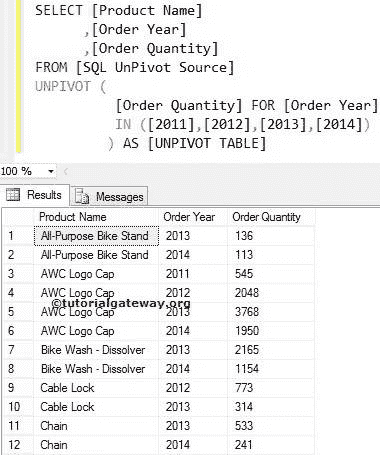 SELECT [Product Name]
,[Order Year]
,[Order Quantity]
FROM [SQL UnPivot Source]
UNPIVOT (
[Order Quantity] FOR [Order Year]
IN ([2011],[2012],[2013],[2014])
) AS [UNPIVOT TABLE]
100 %
Results Messages
Product Name Order Year Order Quantity
1 All-Purpose Bike Stand 2013 136
2 All-Purpose Bike Stand 2014 113
3 AWC Logo Cap 2011 545
4 AWC Logo Cap 2012 2048
©tutorialgateway.org
5 AWC Logo Cap 2013 3768
6 AWC Logo Cap 2014 1950
7 Bike Wash - Dissolver 2013 2165
8 Bike Wash - Dissolver 2014 1154
9 Cable Lock 2012 773
10 Cable Lock 2013 314
11 Chain 2013 533
12 Chain 2014 241